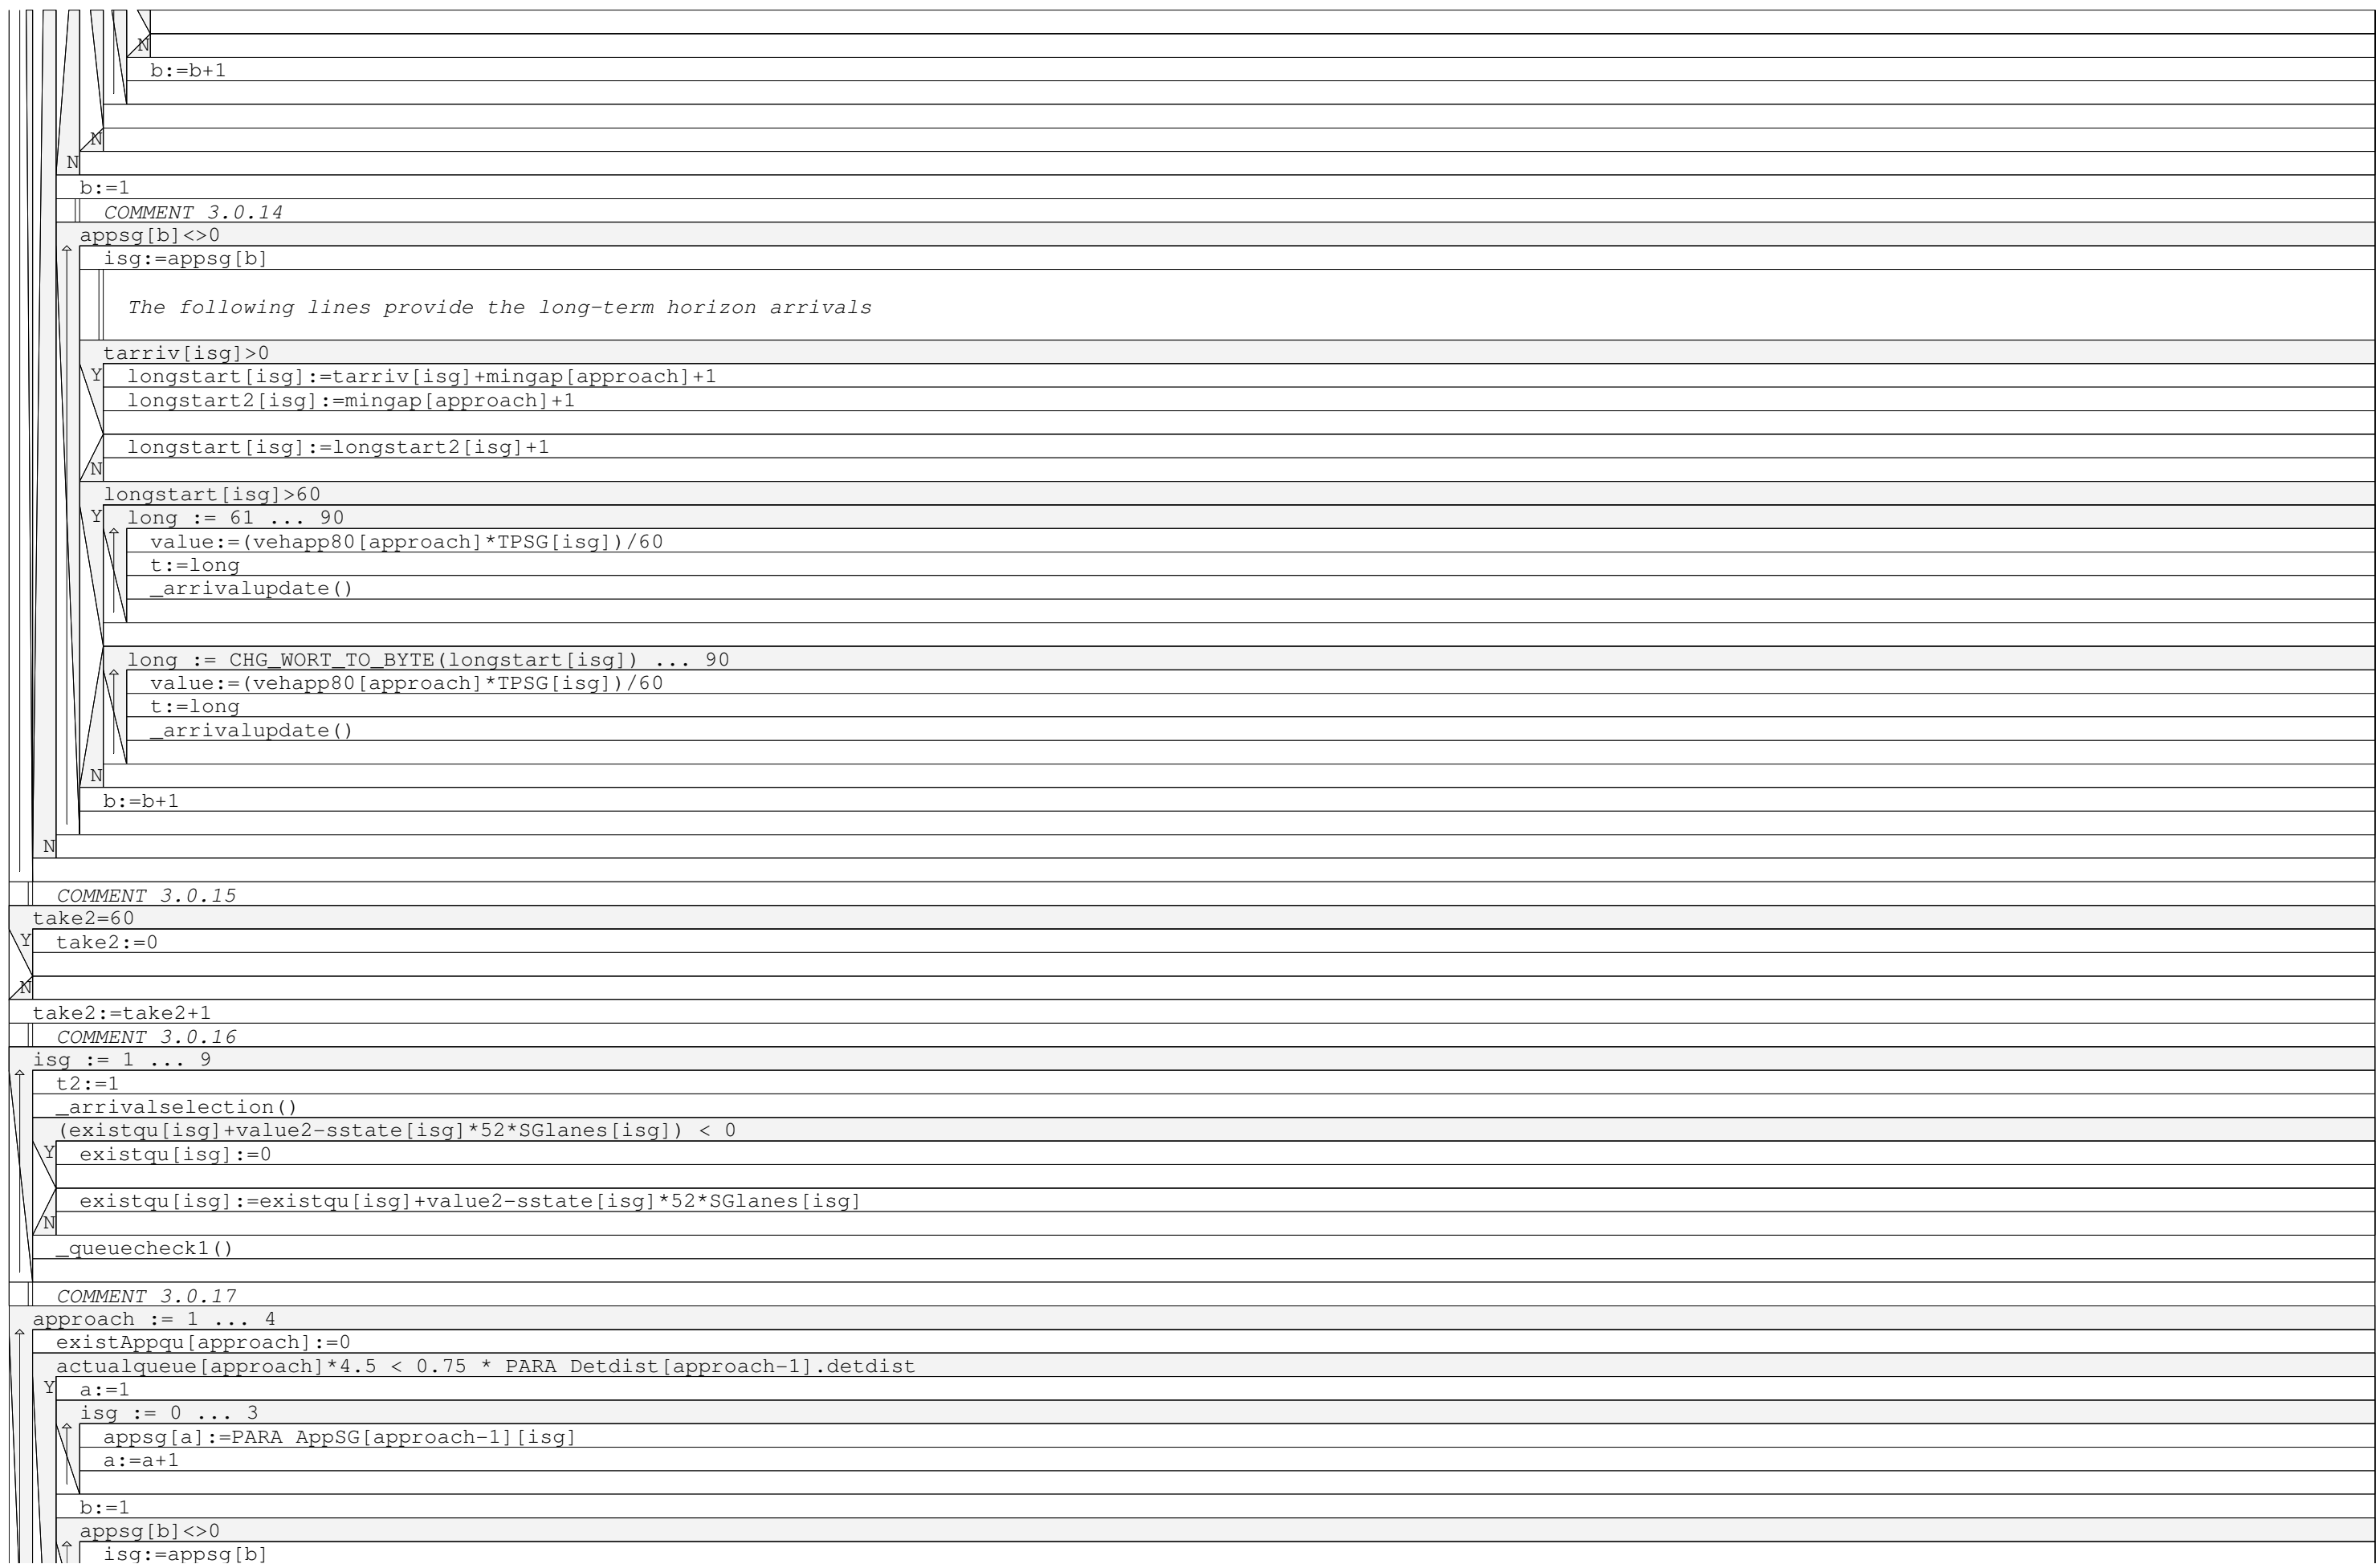 N
b:=b+1
N
N
b:=1
COMMENT 3.0.14
appsg[b]<>0
isg:=appsg[b]
The following lines provide the long-term horizon arrivals
tarriv[isg]>0
Y longstart[isg]:=tarriv[isg]+mingap[approach]+1
longstart2[isg]:=mingap[approach]+1
longstart[isg]:=longstart2[isg]+1
N
longstart[isg]>60
Y long := 61 ... 90
value:=(vehapp80[approach]*TPSG[isg])/60
t:=long
_arrivalupdate()
long := CHG_WORT_TO_BYTE(longstart[isg]) ... 90
value:=(vehapp80[approach]*TPSG[isg])/60
t:=long
_arrivalupdate()
N
b:=b+1
N
COMMENT 3.0.15
take2=60
Y take2:=0
N
take2:=take2+1
COMMENT 3.0.16
isg := 1 ... 9
t2:=1
_arrivalselection()
(existqu[isg]+value2-sstate[isg]*52*SGlanes[isg]) < 0
Y existqu[isg]:=0
existqu[isg]:=existqu[isg]+value2-sstate[isg]*52*SGlanes[isg]
N
_queuecheck1()
COMMENT 3.0.17
approach := 1 ... 4
existAppqu[approach]:=0
actualqueue[approach]*4.5 < 0.75 * PARA Detdist[approach-1].detdist
Y a:=1
isg := 0 ... 3
appsg[a]:=PARA AppSG[approach-1][isg]
a:=a+1
b:=1
appsg[b]<>0
isg:=appsg[b]